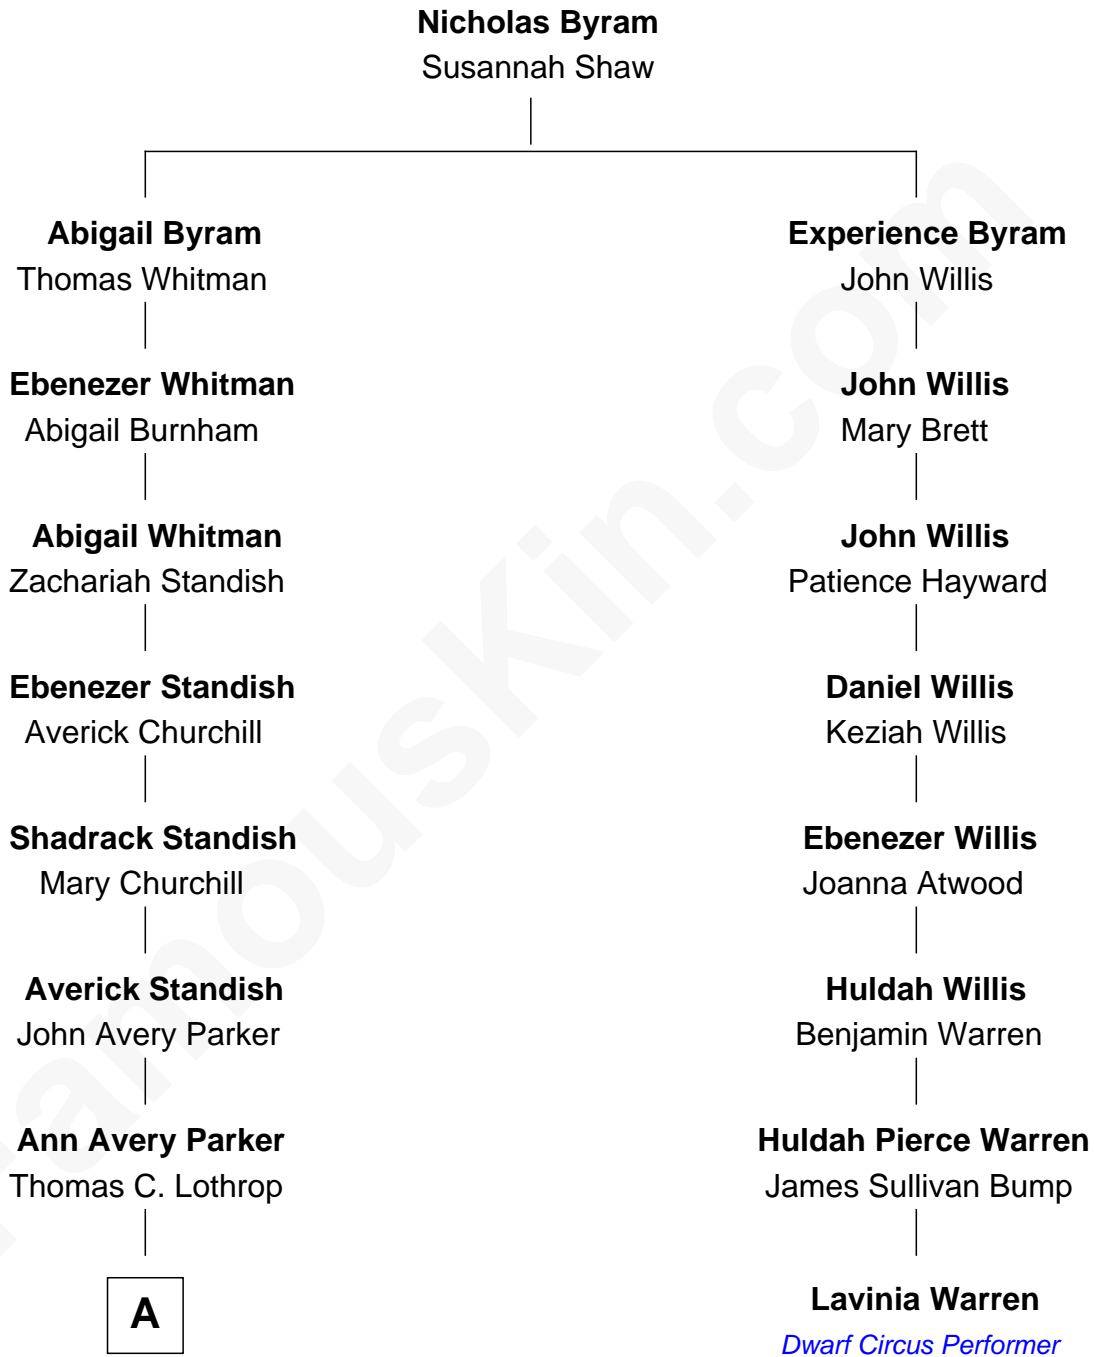 Nicholas Byram
Susannah Shaw
Abigail Byram
Thomas Whitman
Experience Byram
John Willis
Ebenezer Whitman
Abigail Burnham
John Willis
Mary Brett
Abigail Whitman
Zachariah Standish
John Willis
Patience Hayward
Ebenezer Standish
Averick Churchill
Daniel Willis
Keziah Willis
Shadrack Standish
Mary Churchill
Ebenezer Willis
Joanna Atwood
Averick Standish
John Avery Parker
Huldah Willis
Benjamin Warren
Ann Avery Parker
Thomas C. Lothrop
Huldah Pierce Warren
James Sullivan Bump
A
Lavinia Warren
Dwarf Circus Performer
FamousKin.com